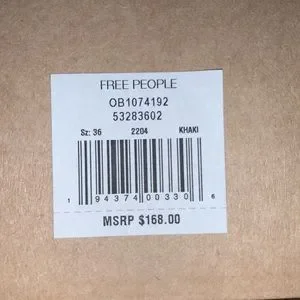 FREE PEOPLE
OB1074192
53283602
Sz: 36 2204 KHAKI
1 94374 00330 6
MSRP $168.00